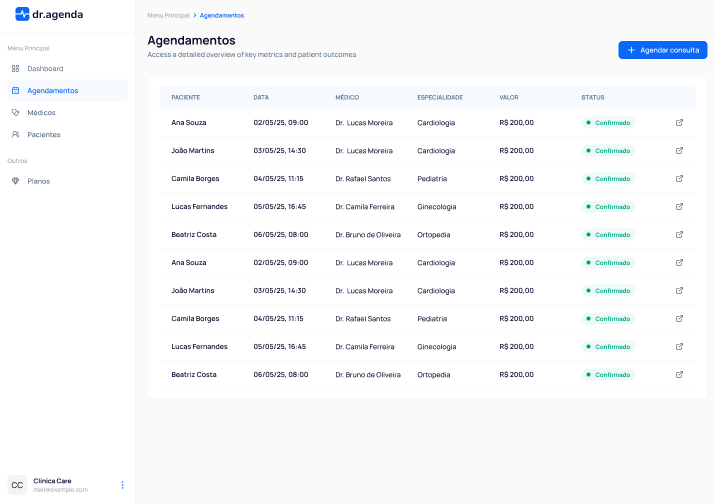 dr.agenda
Menu Principal
Dashboard
Agendamentos
Médicos
Pacientes
Outros
Planos
CC
Clínica Care
mail@example.com
Menu Principal > Agendamentos
Agendamentos
Access a detailed overview of key metrics and patient outcomes
+ Agendar consulta
PACIENTE DATA MÉDICO ESPECIALIDADE VALOR STATUS
Ana Souza 02/05/25, 09:00 Dr. Lucas Moreira Cardiologia R$ 200,00 Confirmado
João Martins 03/05/25, 14:30 Dr. Lucas Moreira Cardiologia R$ 200,00 Confirmado
Camila Borges 04/05/25, 11:15 Dr. Rafael Santos Pediatria R$ 200,00 Confirmado
Lucas Fernandes 05/05/25, 16:45 Dr. Camila Ferreira Ginecologia R$ 200,00 Confirmado
Beatriz Costa 06/05/25, 08:00 Dr. Bruno de Oliveira Ortopedia R$ 200,00 Confirmado
Ana Souza 02/05/25, 09:00 Dr. Lucas Moreira Cardiologia R$ 200,00 Confirmado
João Martins 03/05/25, 14:30 Dr. Lucas Moreira Cardiologia R$ 200,00 Confirmado
Camila Borges 04/05/25, 11:15 Dr. Rafael Santos Pediatria R$ 200,00 Confirmado
Lucas Fernandes 05/05/25, 16:45 Dr. Camila Ferreira Ginecologia R$ 200,00 Confirmado
Beatriz Costa 06/05/25, 08:00 Dr. Bruno de Oliveira Ortopedia R$ 200,00 Confirmado